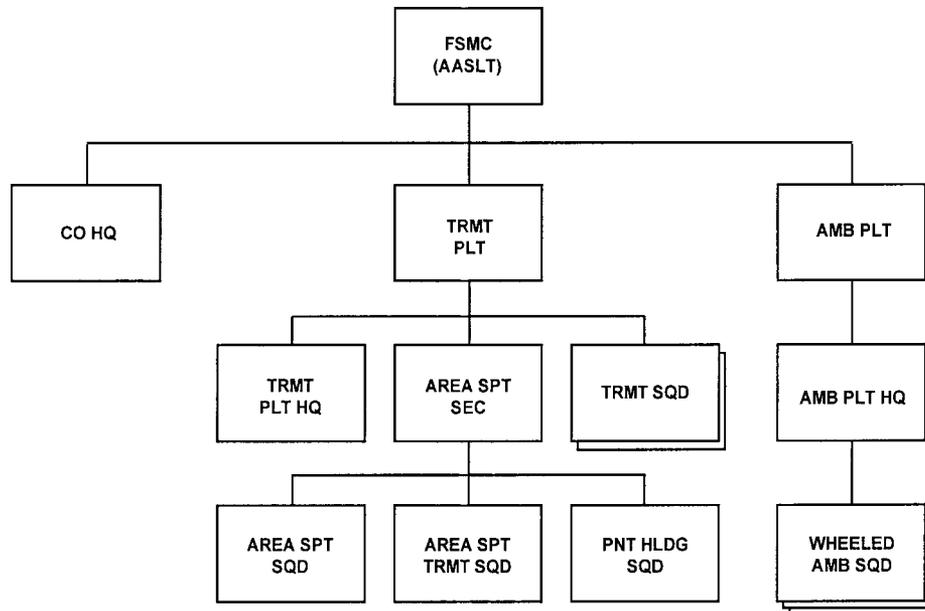 FSMC
(AASLT)
CO HQ
TRMT
PLT
AMB PLT
TRMT
PLT HQ
AREA SPT
SEC
TRMT SQD
AMB PLT HQ
AREA SPT
SQD
AREA SPT
TRMT SQD
PNT HLDG
SQD
WHEELED
AMB SQD